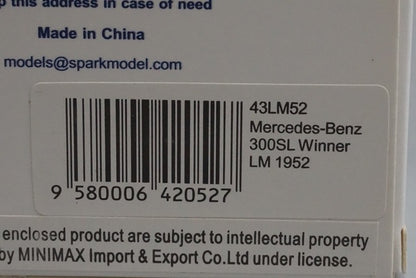 p this address in case of need
Made in China
models@sparkmodel.com
43LM52
Mercedes-Benz
300SL Winner
LM 1952
9 580006 420527
enclosed product are subject to intellectual property
by MINIMAX Import & Export Co.Ltd under license.